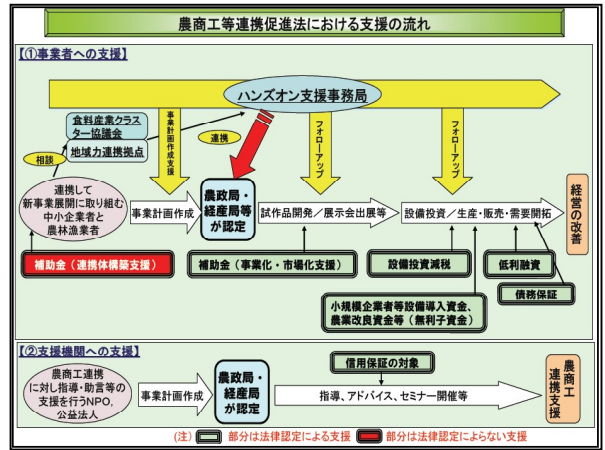 農商工等連携促進法における支援の流れ
【①事業者への支援】
ハンズオン支援事務局
食料産業クラス
ター協議会
地域力連携拠点
相談
連携
事業計画作成支援
フォローアップ
フォローアップ
連携して
新事業展開に取り組む
中小企業者と
農林漁業者
事業計画作成
農政局・
経産局等
が認定
試作品開発／展示会出展等
設備投資／生産・販売・需要開拓
経営の改善
補助金（連携体構築支援）
補助金（事業化・市場化支援）
設備投資減税
低利融資
債務保証
小規模企業者等設備導入資金、
農業改良資金等（無利子資金）
【②支援機関への支援】
農商工連携
に対し指導・助言等の
支援を行うNPO、
公益法人
事業計画作成
農政局・
経産局
が認定
信用保証の対象
指導、アドバイス、セミナー開催等
農商工
連携支援
（注） 部分は法律認定による支援 部分は法律認定によらない支援